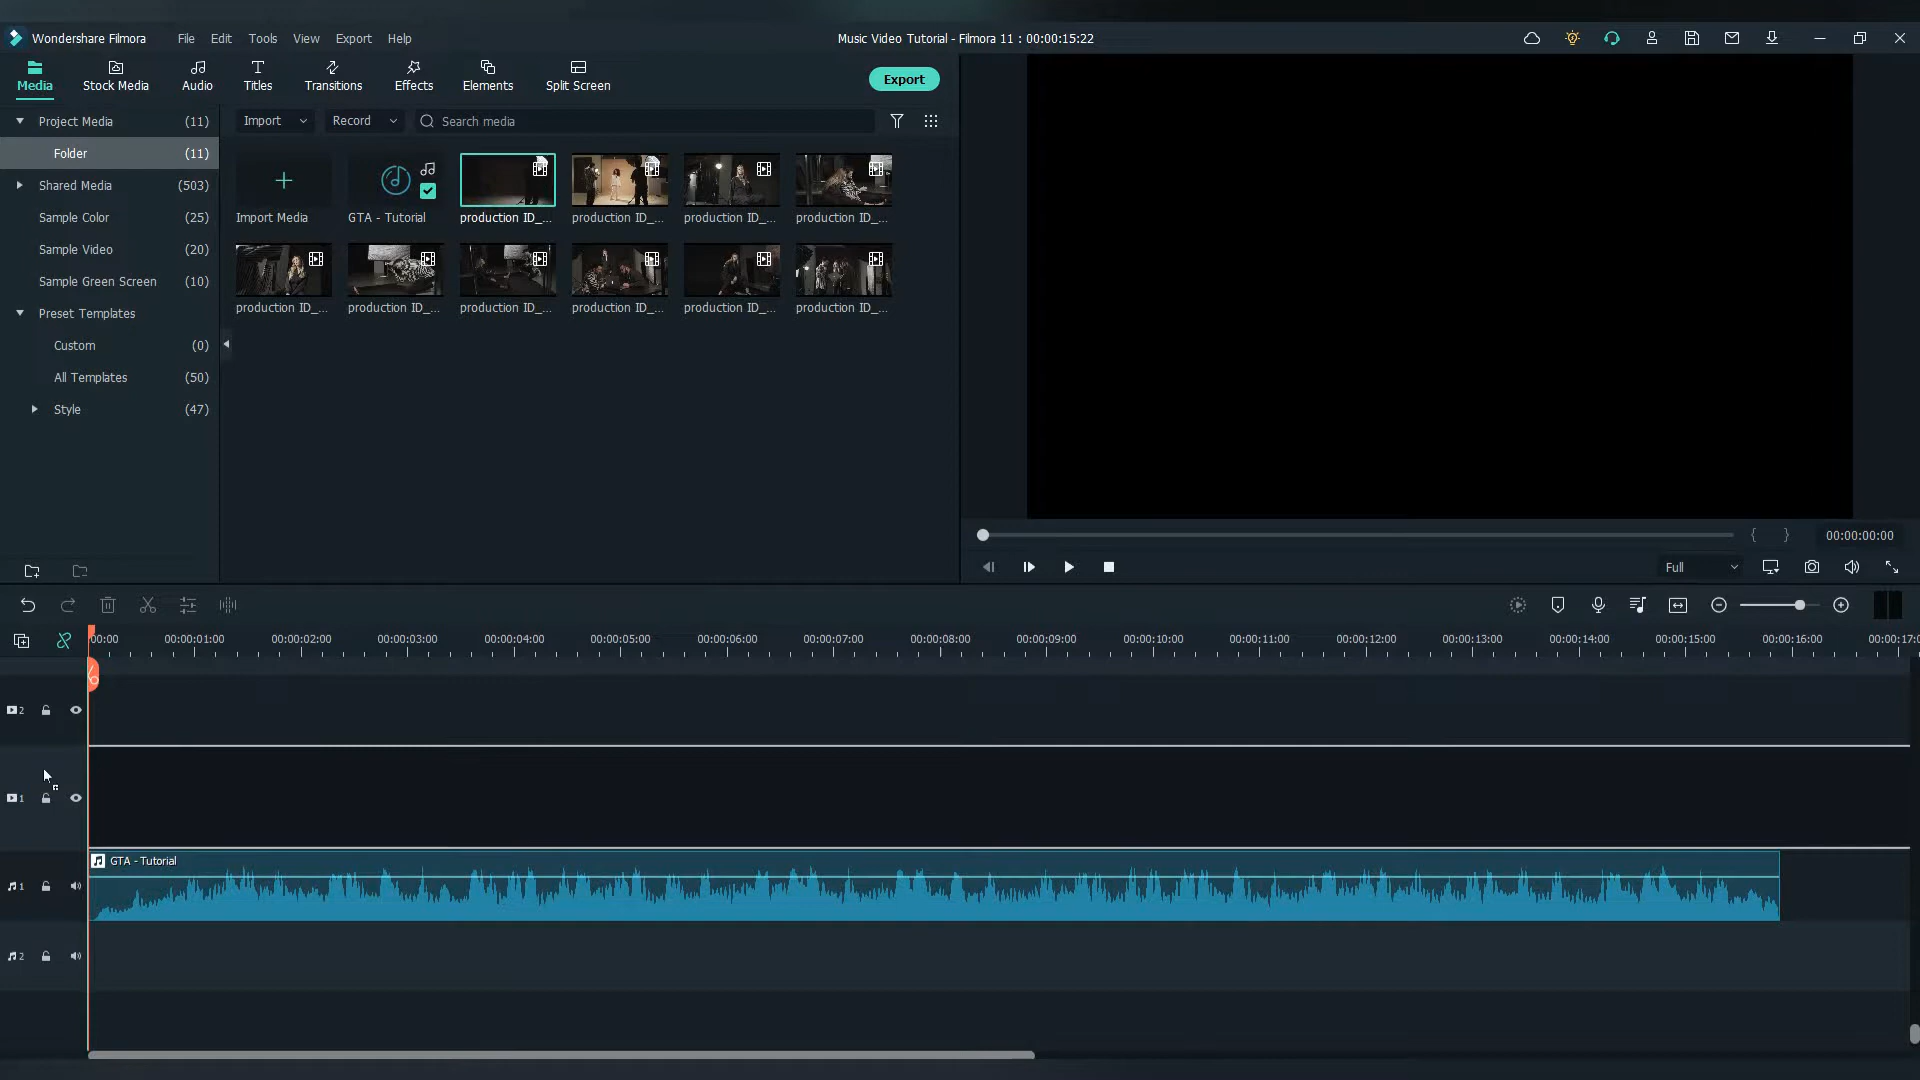 Wondershare Filmora File Edit Tools View Export Help Music Video Tutorial - Filmora 11 : 00:00:15:22
Media Stock Media Audio Titles Transitions Effects Elements Split Screen Export
Project Media (11)
Folder (11)
Shared Media (503)
Sample Color (25)
Sample Video (20)
Sample Green Screen (10)
Preset Templates
Custom (0)
All Templates (50)
Style (47)
Import Record Search media
Import Media GTA - Tutorial production ID_... production ID_... production ID_... production ID_...
production ID_... production ID_... production ID_... production ID_... production ID_... production ID_...
{ } 00:00:00:00
Full
00:00 00:00:01:00 00:00:02:00 00:00:03:00 00:00:04:00 00:00:05:00 00:00:06:00 00:00:07:00 00:00:08:00 00:00:09:00 00:00:10:00 00:00:11:00 00:00:12:00 00:00:13:00 00:00:14:00 00:00:15:00 00:00:16:00 00:00:17:0
2
1
GTA - Tutorial
1
2